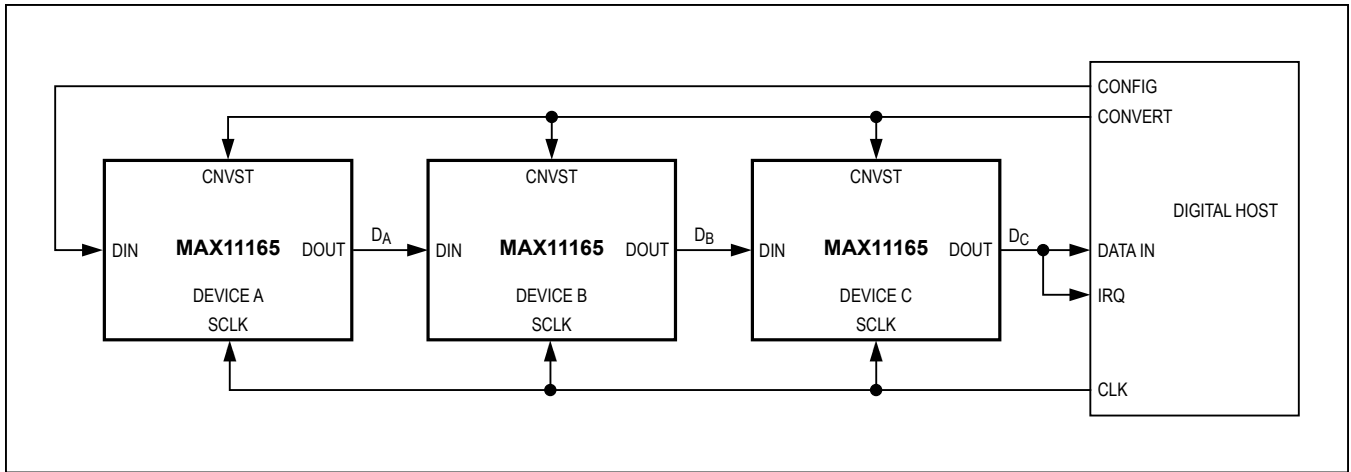 CONFIG
CONVERT
CNVST
CNVST
CNVST
DIGITAL HOST
DIN
MAX11165
DOUT
DA
DIN
MAX11165
DOUT
DB
DIN
MAX11165
DOUT
DC
DATA IN
DEVICE A
DEVICE B
DEVICE C
IRQ
SCLK
SCLK
SCLK
CLK